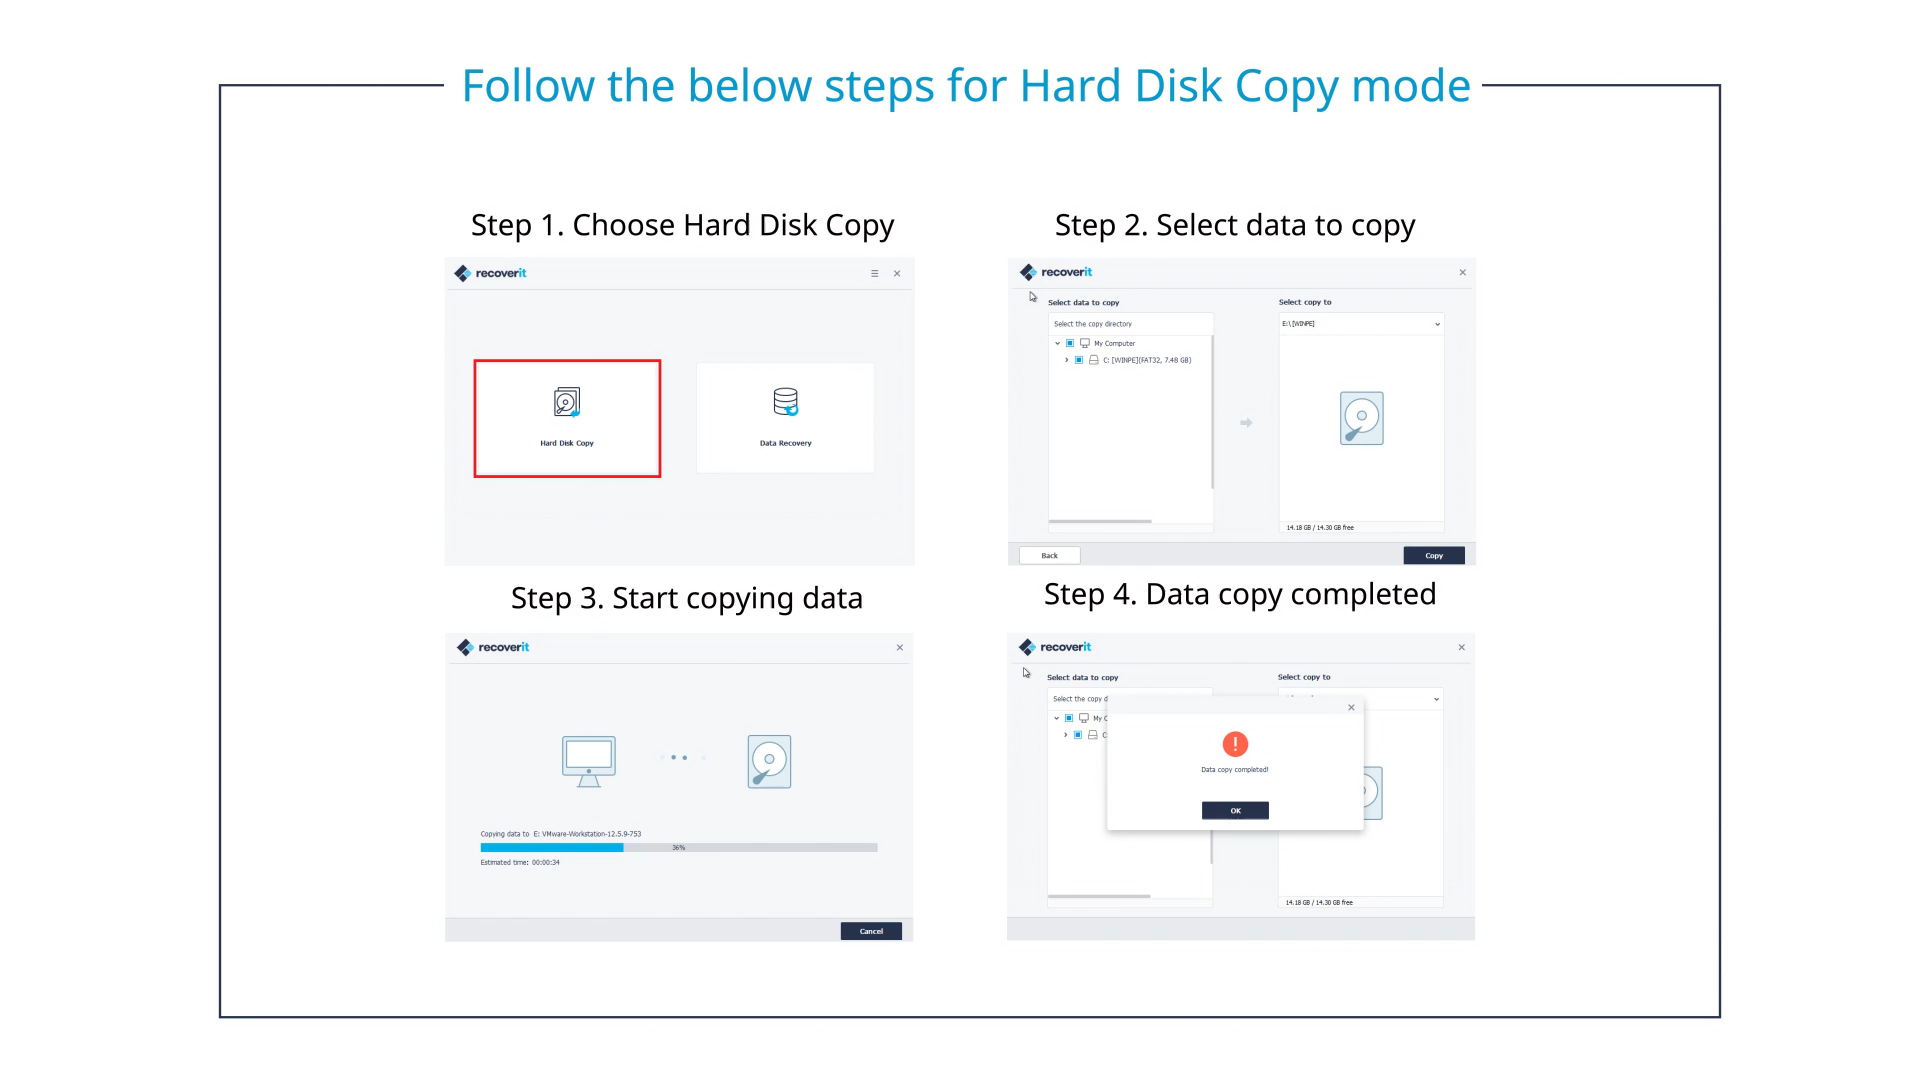 Follow the below steps for Hard Disk Copy mode
Step 1. Choose Hard Disk Copy
recoverit
Hard Disk Copy
Data Recovery
Step 2. Select data to copy
recoverit
Select data to copy
Select copy to
Select the copy directory
E:\[WINPE]
My Computer
C: [WINPE](FAT32, 7.48 GB)
14.18 GB / 14.30 GB free
Back
Copy
Step 3. Start copying data
recoverit
Copying data to E: VMware-Workstation-12.5.9-753
36%
Estimated time: 00:00:34
Cancel
Step 4. Data copy completed
recoverit
Select data to copy
Select copy to
Select the copy d
My C
C
Data copy completed!
OK
14.18 GB / 14.30 GB free